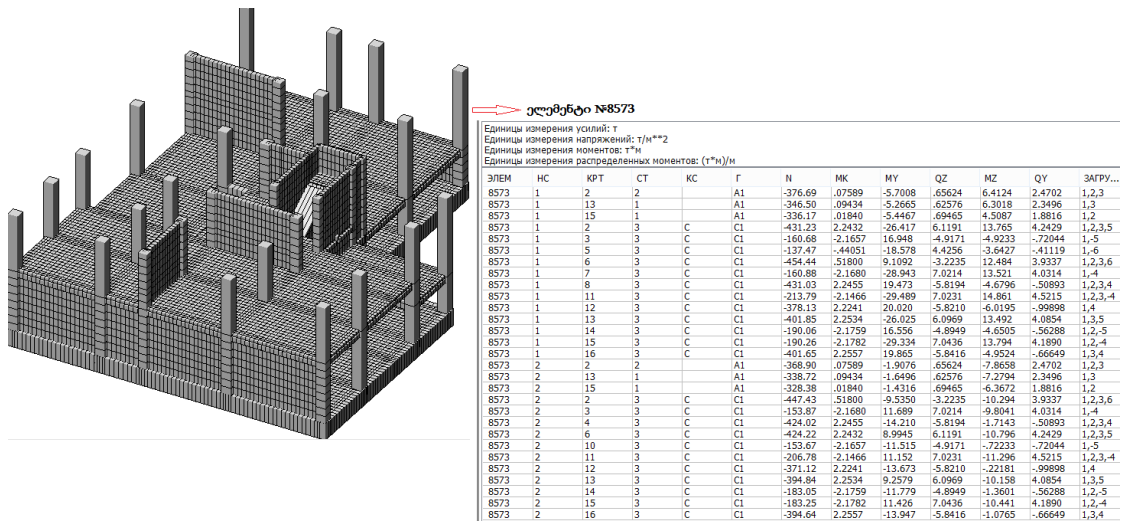 ელემენტი №8573
Единицы измерения усилий: т
Единицы измерения напряжений: т/м**2
Единицы измерения моментов: т*м
Единицы измерения распределенных моментов: (т*м)/м
ЭЛЕМ НС КРТ СТ КС Г N MK MY QZ MZ QY ЗАГРУ...
8573 1 2 2 A1 -376.69 .07589 -5.7008 .65624 6.4124 2.4702 1,2,3
8573 1 13 1 A1 -346.50 .09434 -5.2665 .62576 6.3018 2.3496 1,3
8573 1 15 1 A1 -336.17 .01840 -5.4467 .69465 4.5087 1.8816 1,2
8573 1 2 3 C C1 -431.23 2.2432 -26.417 6.1191 13.765 4.2429 1,2,3,5
8573 1 3 3 C C1 -160.68 -2.1657 16.948 -4.9171 -4.9233 -.72044 1,-5
8573 1 5 3 C C1 -137.47 -.44051 -18.578 4.4256 -3.6427 -.41119 1,-6
8573 1 6 3 C C1 -454.44 .51800 9.1092 -3.2235 12.484 3.9337 1,2,3,6
8573 1 7 3 C C1 -160.88 -2.1680 -28.943 7.0214 13.521 4.0314 1,-4
8573 1 8 3 C C1 -431.03 2.2455 19.473 -5.8194 -4.6796 -.50893 1,2,3,4
8573 1 11 3 C C1 -213.79 -2.1466 -29.489 7.0231 14.861 4.5215 1,2,3,-4
8573 1 12 3 C C1 -378.13 2.2241 20.020 -5.8210 -6.0195 -.99898 1,4
8573 1 13 3 C C1 -401.85 2.2534 -26.025 6.0969 13.492 4.0854 1,3,5
8573 1 14 3 C C1 -190.06 -2.1759 16.556 -4.8949 -4.6505 -.56288 1,2,-5
8573 1 15 3 C C1 -190.26 -2.1782 -29.334 7.0436 13.794 4.1890 1,2,-4
8573 1 16 3 C C1 -401.65 2.2557 19.865 -5.8416 -4.9524 -.66649 1,3,4
8573 2 2 2 A1 -368.90 .07589 -1.9076 .65624 -7.8658 2.4702 1,2,3
8573 2 13 1 A1 -338.72 .09434 -1.6496 .62576 -7.2794 2.3496 1,3
8573 2 15 1 A1 -328.38 .01840 -1.4316 .69465 -6.3672 1.8816 1,2
8573 2 2 3 C C1 -447.43 .51800 -9.5350 -3.2235 -10.294 3.9337 1,2,3,6
8573 2 3 3 C C1 -153.87 -2.1680 11.689 7.0214 -9.8041 4.0314 1,-4
8573 2 4 3 C C1 -424.02 2.2455 -14.210 -5.8194 -1.7143 -.50893 1,2,3,4
8573 2 6 3 C C1 -424.22 2.2432 8.9945 6.1191 -10.796 4.2429 1,2,3,5
8573 2 10 3 C C1 -153.67 -2.1657 -11.515 -4.9171 -.72233 -.72044 1,-5
8573 2 11 3 C C1 -206.78 -2.1466 11.152 7.0231 -11.296 4.5215 1,2,3,-4
8573 2 12 3 C C1 -371.12 2.2241 -13.673 -5.8210 -.22181 -.99898 1,4
8573 2 13 3 C C1 -394.84 2.2534 9.2579 6.0969 -10.158 4.0854 1,3,5
8573 2 14 3 C C1 -183.05 -2.1759 -11.779 -4.8949 -1.3601 -.56288 1,2,-5
8573 2 15 3 C C1 -183.25 -2.1782 11.426 7.0436 -10.441 4.1890 1,2,-4
8573 2 16 3 C C1 -394.64 2.2557 -13.947 -5.8416 -1.0765 -.66649 1,3,4